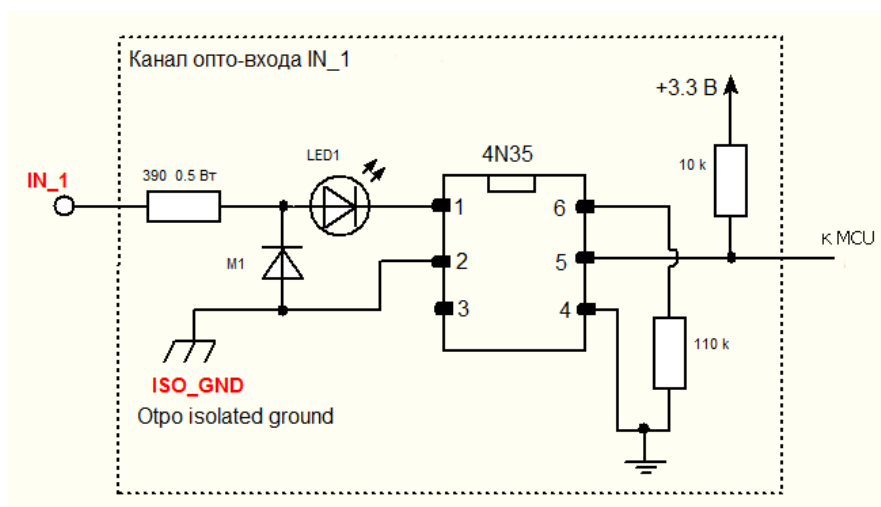 Канал опто-входа IN_1
+3.3 В
LED1
4N35
390 0.5 Вт
10 k
IN_1
1
6
к MCU
M1
2
5
3
4
110 k
ISO_GND
Otpo isolated ground